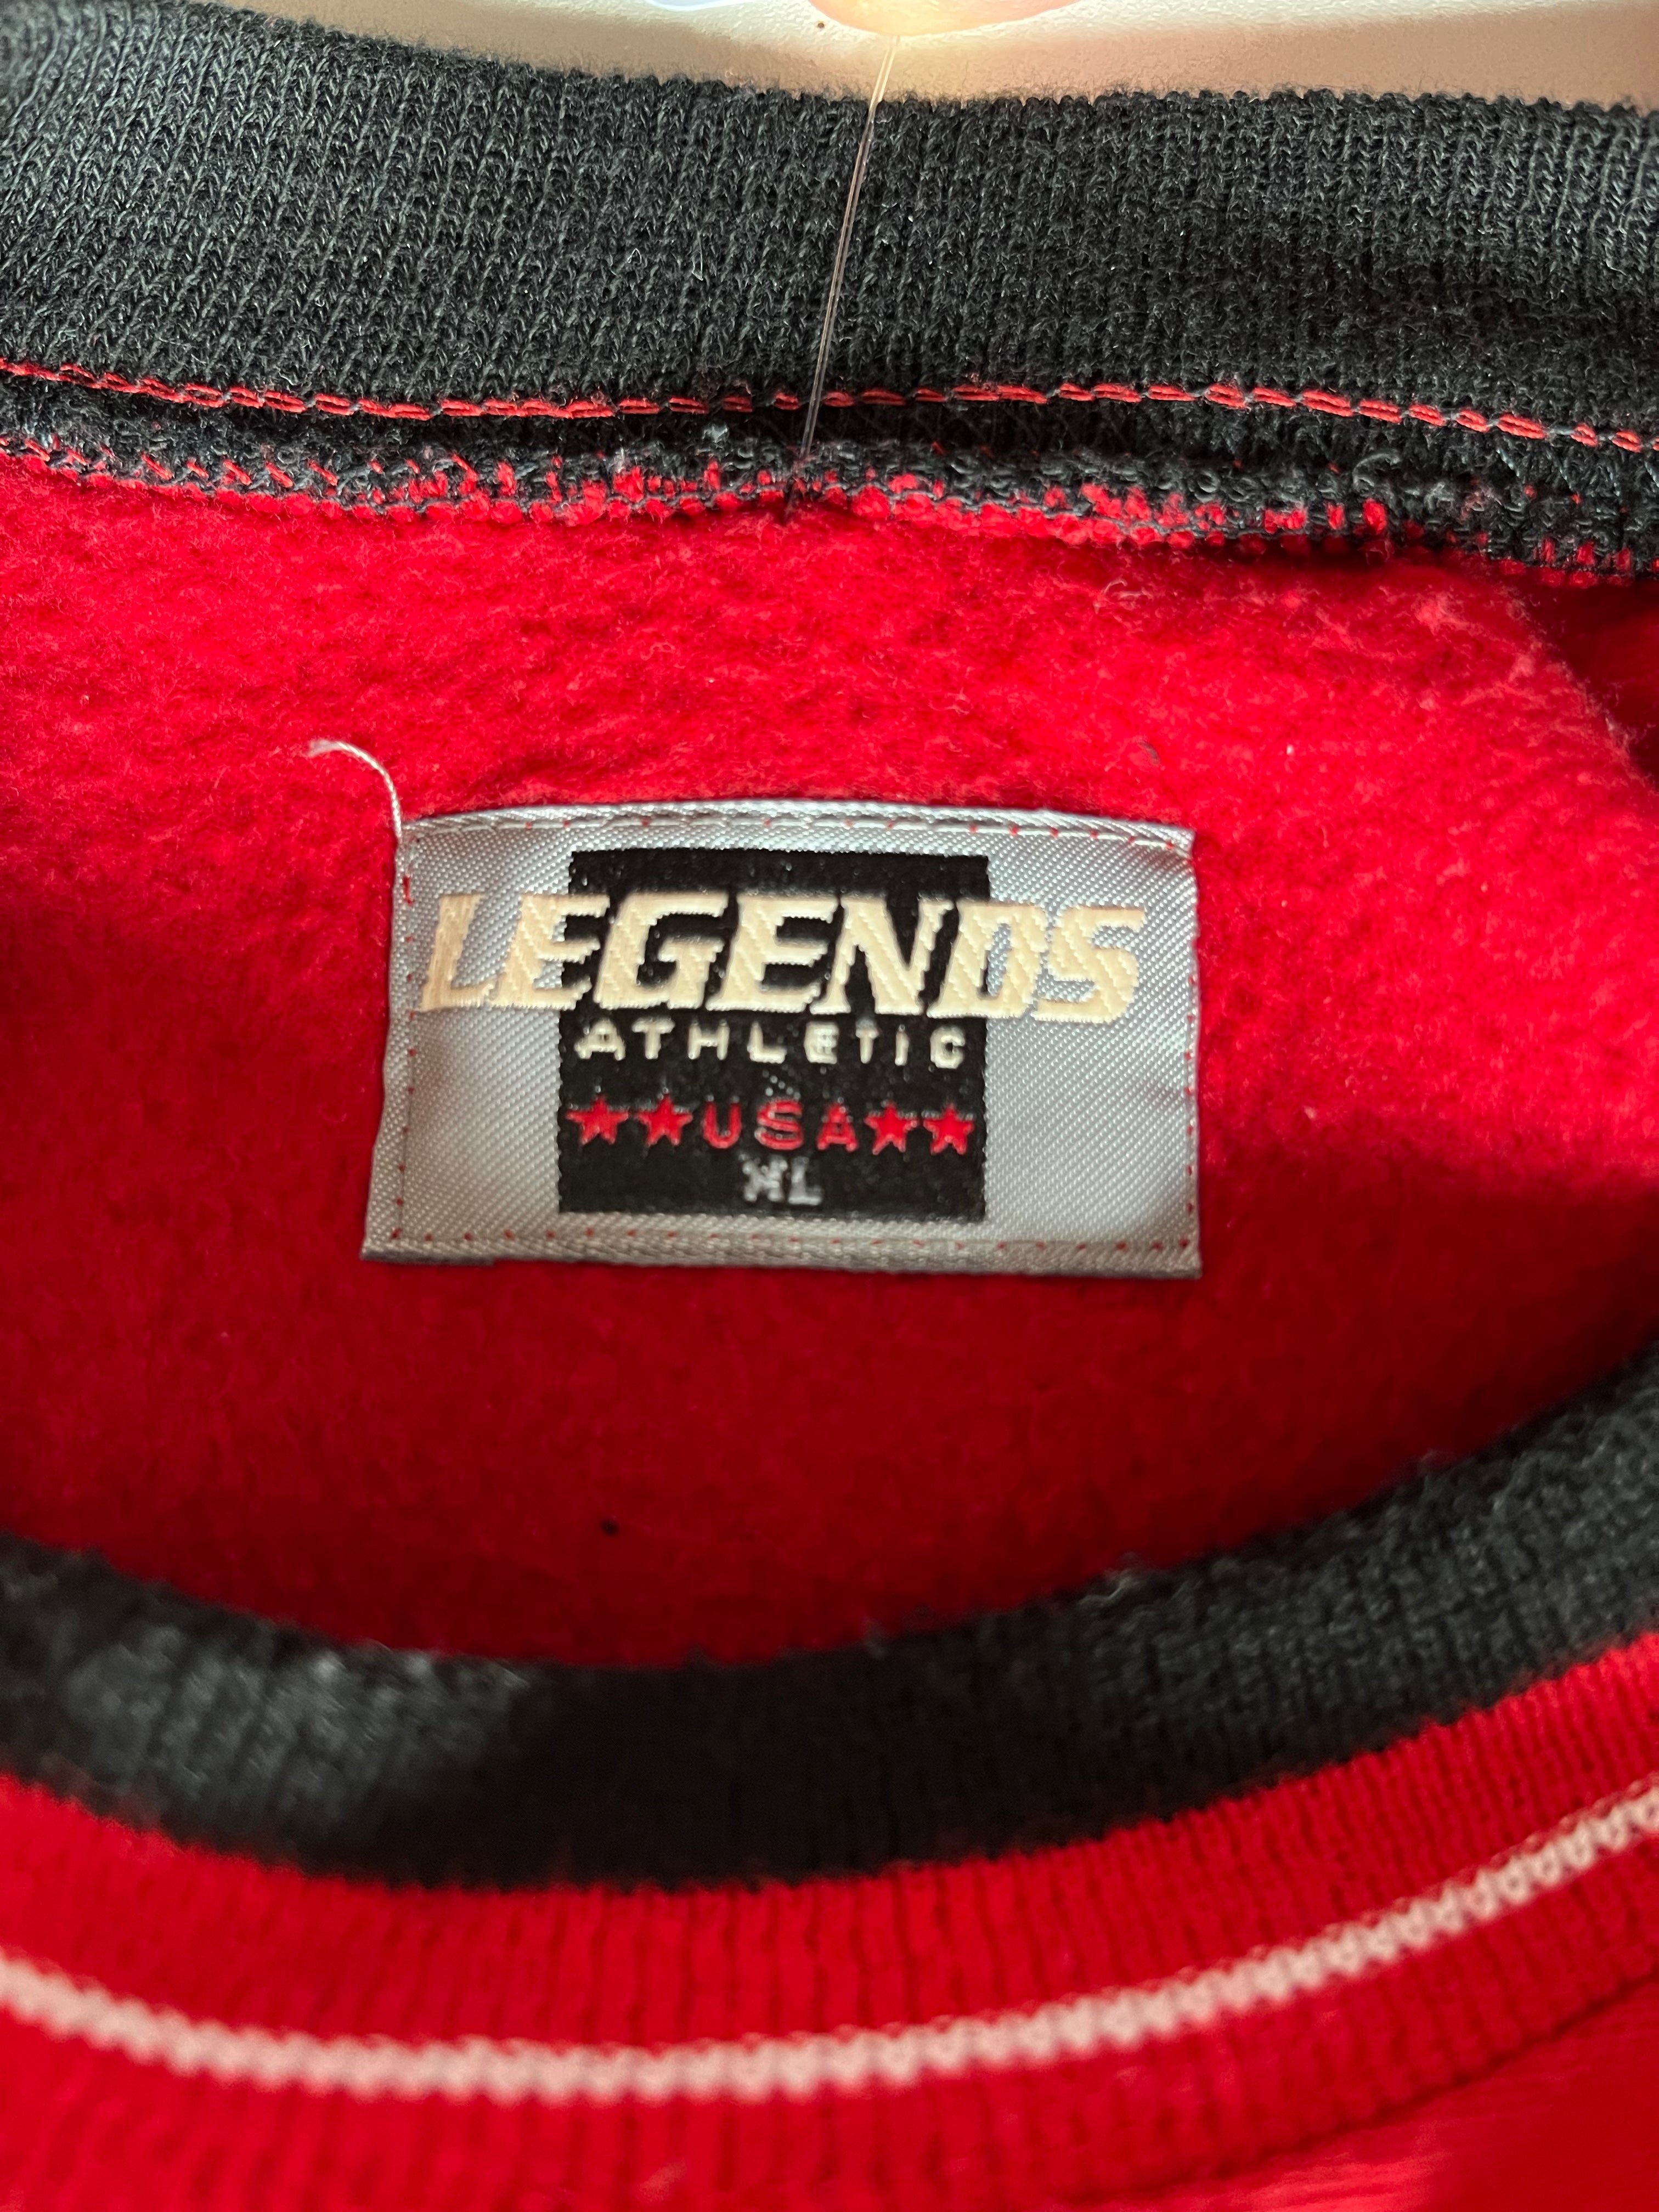 LEGENDS
ATHLETIC
★★USA★★
XL